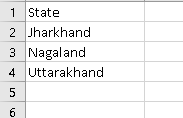 1 State
2 Jharkhand
3 Nagaland
4 Uttarakhand
5
6